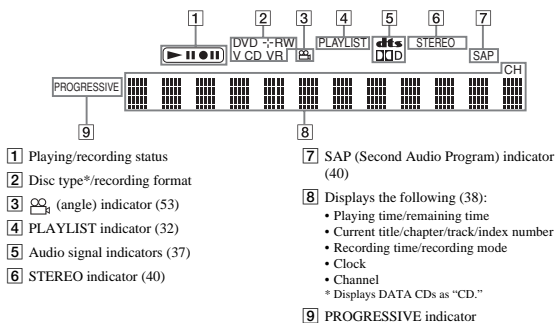 1 2 3 4 5 6 7
DVD -:-RW PLAYLIST dts STEREO
V CD VR D SAP
CH
PROGRESSIVE
9 8
1 Playing/recording status
2 Disc type*/recording format
3 (angle) indicator (53)
4 PLAYLIST indicator (32)
5 Audio signal indicators (37)
6 STEREO indicator (40)
7 SAP (Second Audio Program) indicator
(40)
8 Displays the following (38):
• Playing time/remaining time
• Current title/chapter/track/index number
• Recording time/recording mode
• Clock
• Channel
* Displays DATA CDs as “CD.”
9 PROGRESSIVE indicator